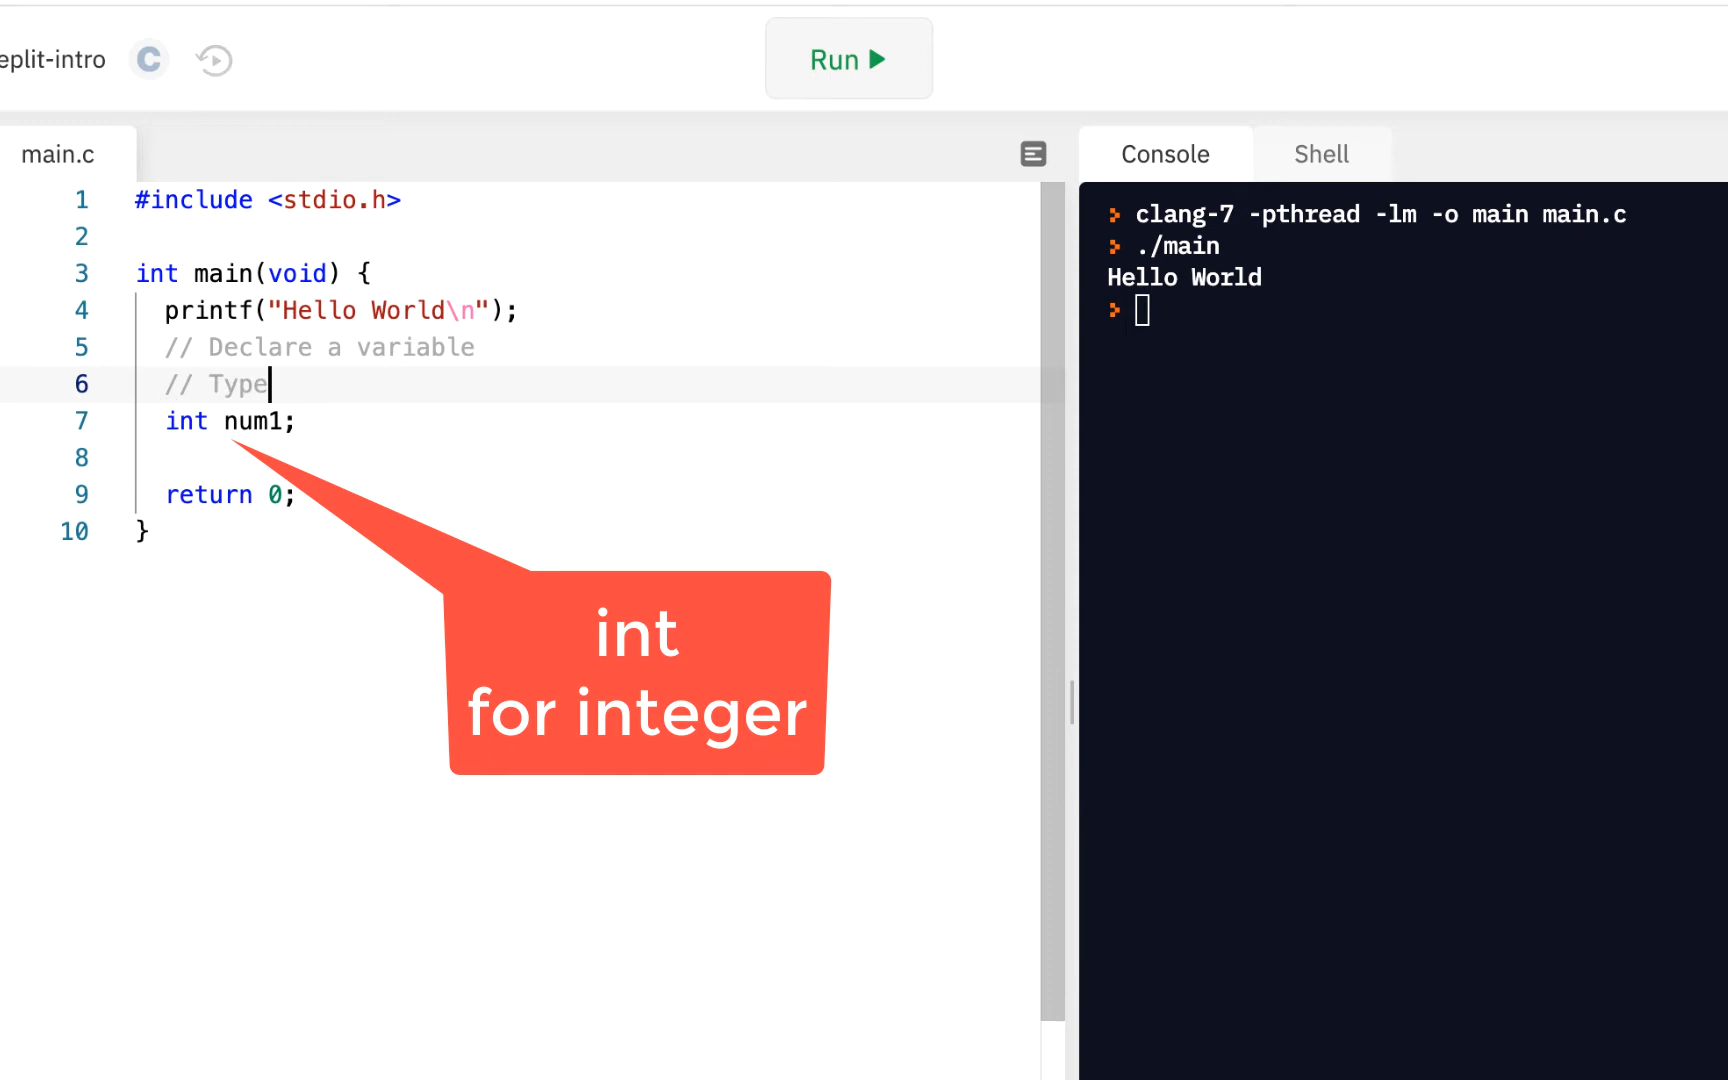 eplit-intro C
Run
main.c
Console Shell
1 #include <stdio.h>
2
3 int main(void) {
4 printf("Hello World\n");
5 // Declare a variable
6 // Type
7 int num1;
8
9 return 0;
10 }
int
for integer
> clang-7 -pthread -lm -o main main.c
> ./main
Hello World
>